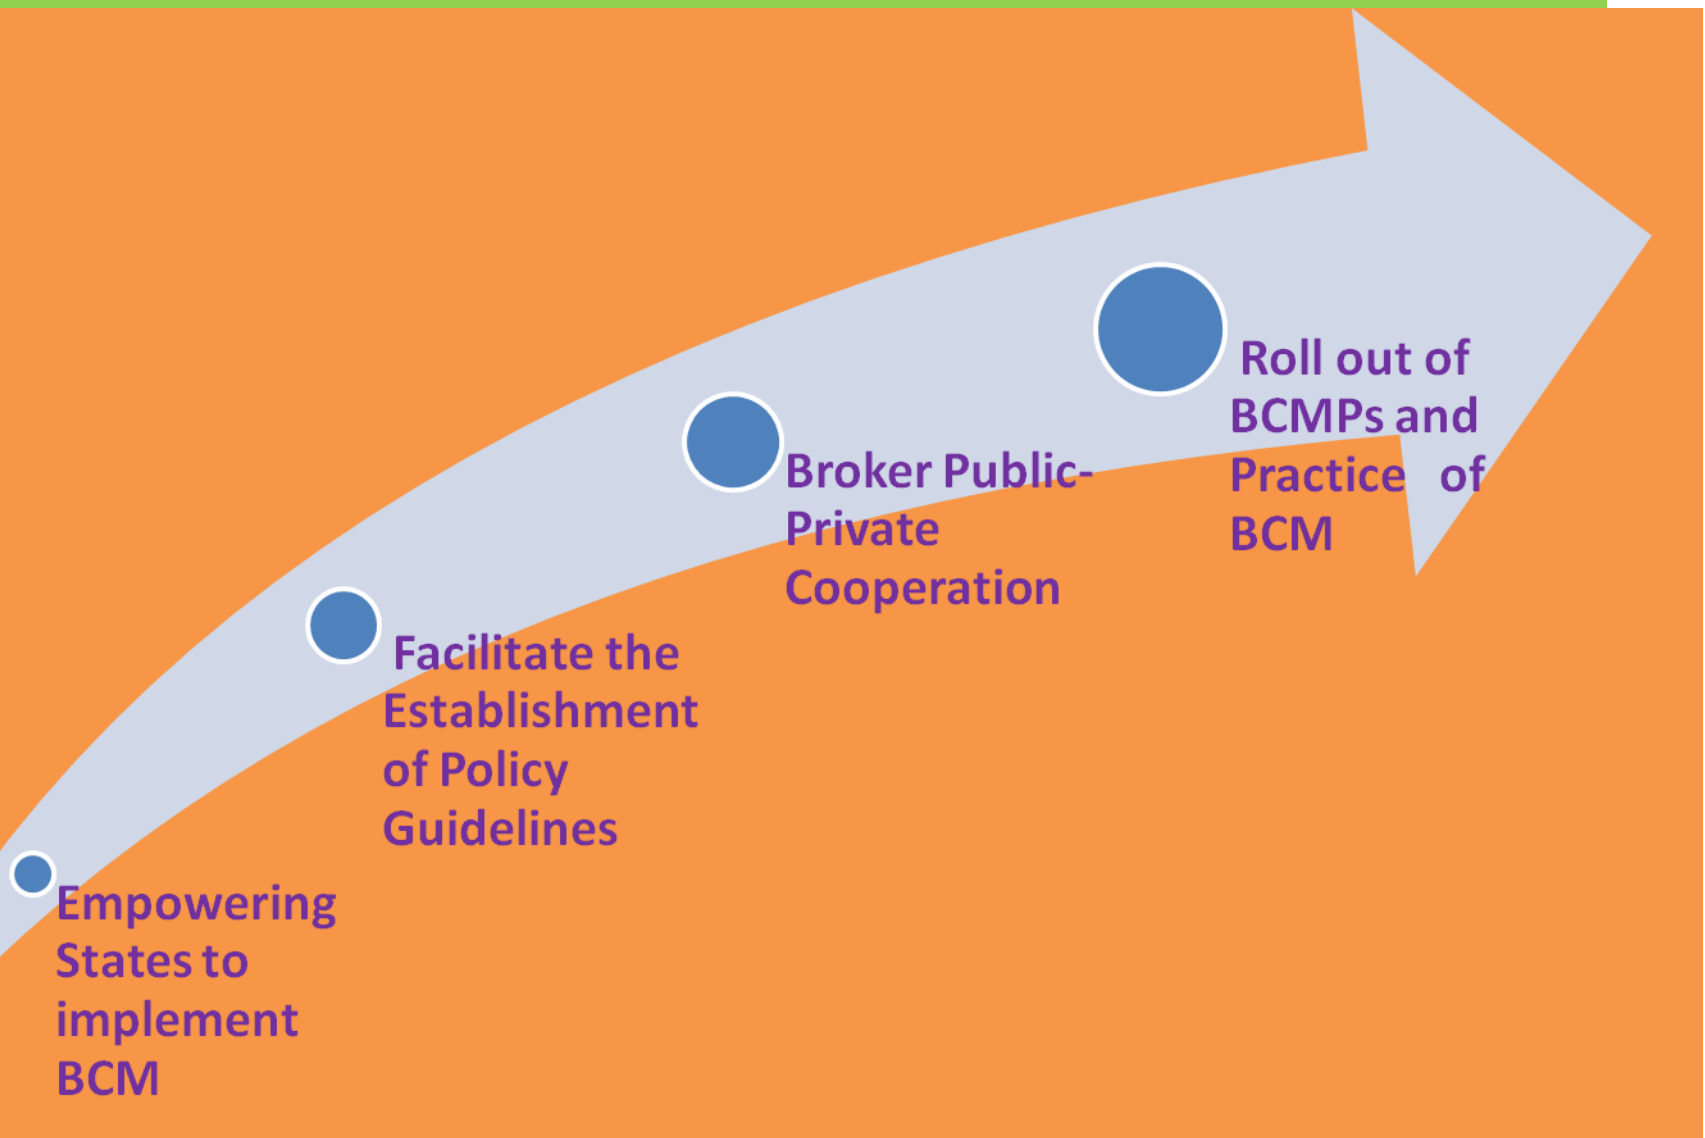 Roll out of
BCMPs and
Practice of
BCM
Broker Public-
Private
Cooperation
Facilitate the
Establishment
of Policy
Guidelines
Empowering
States to
implement
BCM